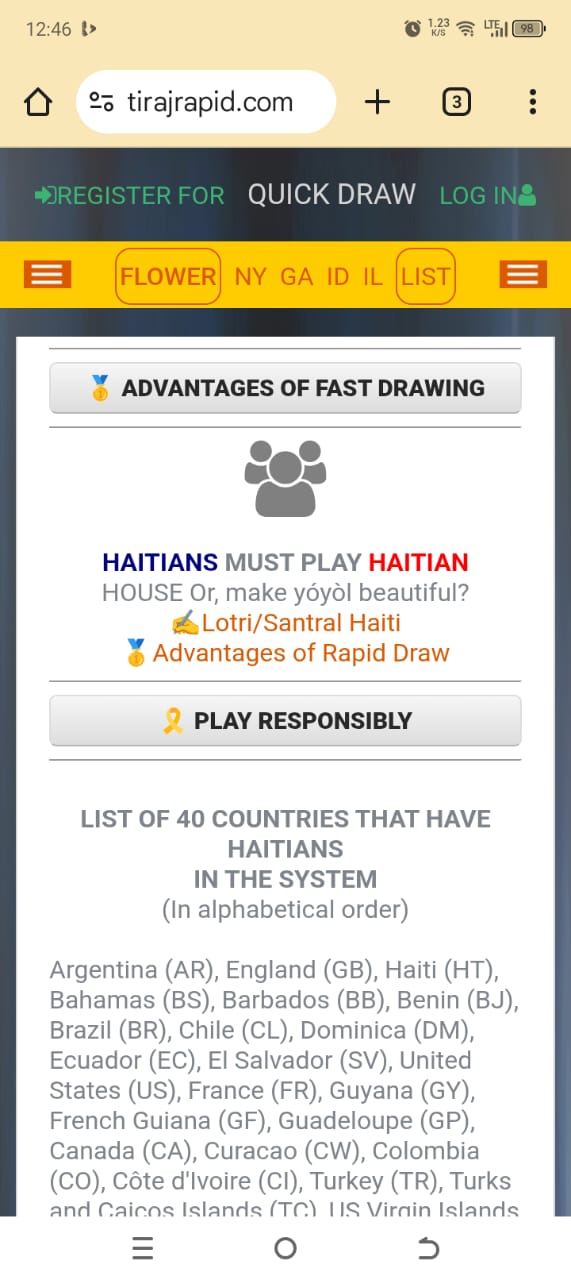 12:46
1.23 K/S LTE 98
tirajrapid.com 3
REGISTER FOR QUICK DRAW LOG IN
FLOWER NY GA ID IL LIST
🥇 ADVANTAGES OF FAST DRAWING
HAITIANS MUST PLAY HAITIAN
HOUSE Or, make yóyòl beautiful?
✍️Lotri/Santral Haiti
🥇Advantages of Rapid Draw
🎗️ PLAY RESPONSIBLY
LIST OF 40 COUNTRIES THAT HAVE
HAITIANS
IN THE SYSTEM
(In alphabetical order)
Argentina (AR), England (GB), Haiti (HT),
Bahamas (BS), Barbados (BB), Benin (BJ),
Brazil (BR), Chile (CL), Dominica (DM),
Ecuador (EC), El Salvador (SV), United
States (US), France (FR), Guyana (GY),
French Guiana (GF), Guadeloupe (GP),
Canada (CA), Curacao (CW), Colombia
(CO), Côte d'Ivoire (CI), Turkey (TR), Turks
and Caicos Islands (TC), US Virgin Islands